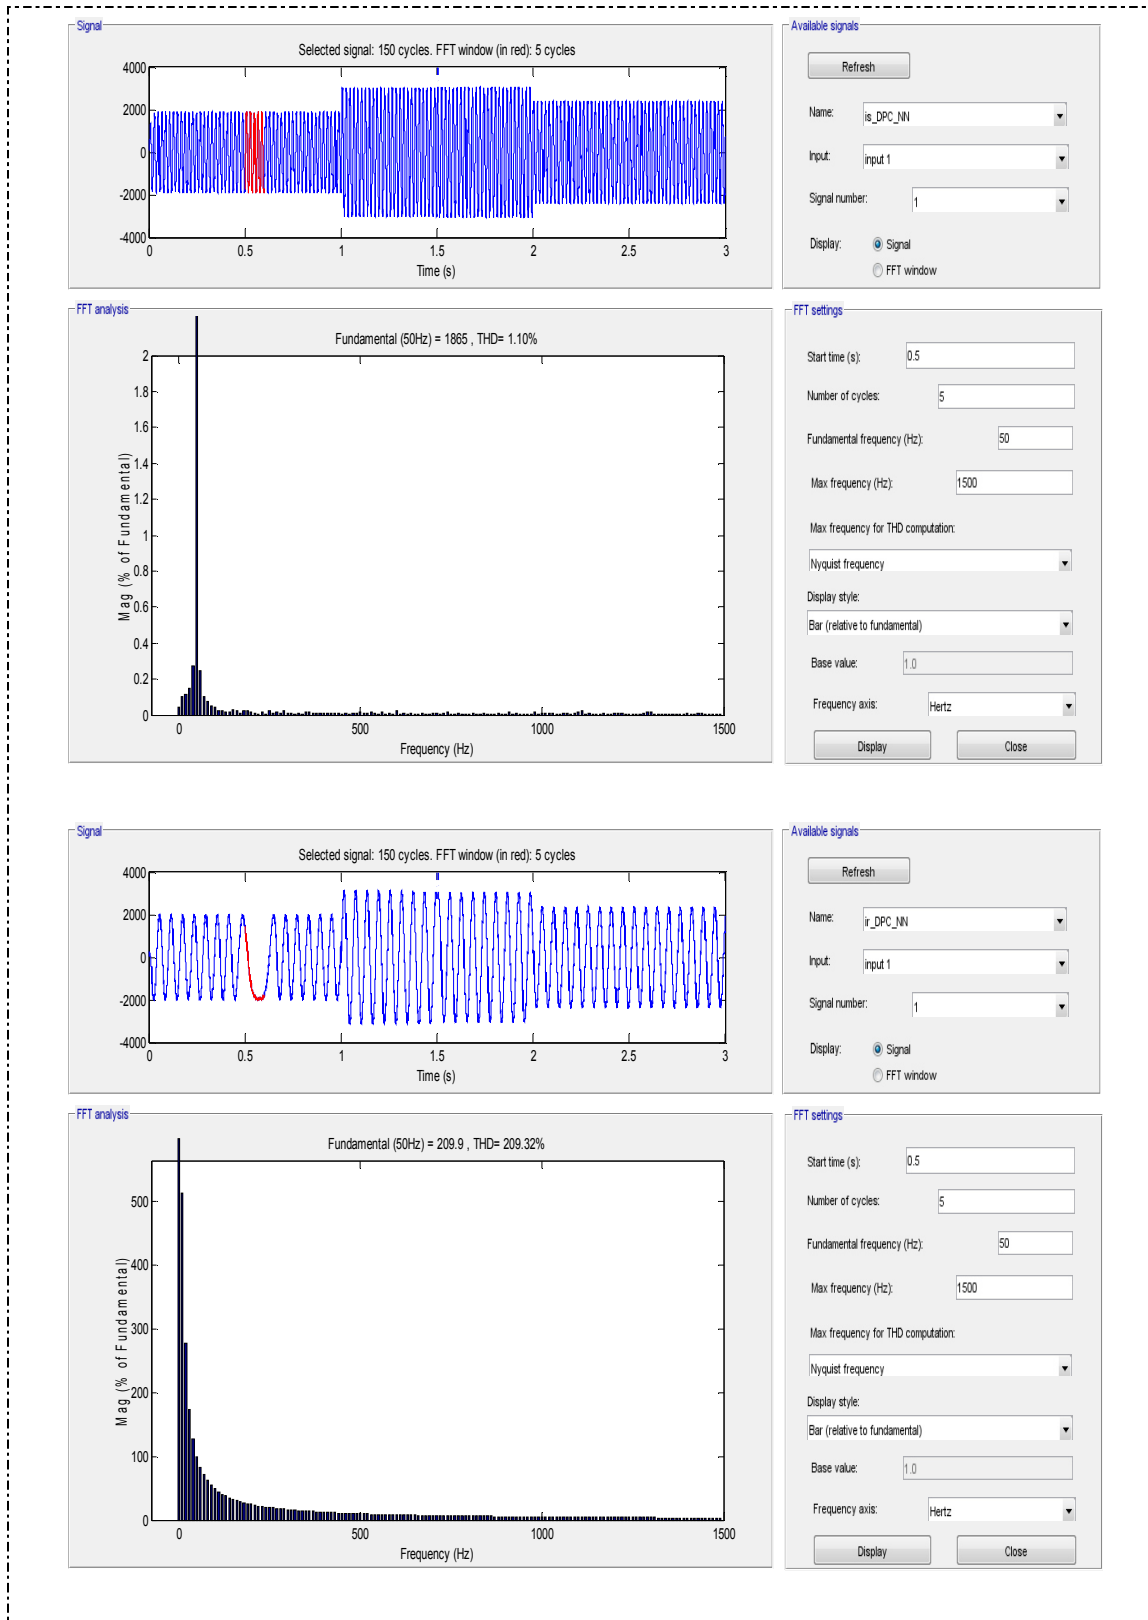 Signal
Selected signal: 150 cycles. FFT window (in red): 5 cycles
4000
2000
0
-2000
-4000
0 0.5 1 1.5 2 2.5 3
Time (s)
Available signals
Refresh
Name: is_DPC_NN
Input: input 1
Signal number: 1
Display: Signal
FFT window
FFT analysis
Fundamental (50Hz) = 1865 , THD= 1.10%
2
1.8
1.6
1.4
1.2
1
0.8
0.6
0.4
0.2
0
Mag (% of Fundamental)
0 500 1000 1500
Frequency (Hz)
FFT settings
Start time (s): 0.5
Number of cycles: 5
Fundamental frequency (Hz): 50
Max frequency (Hz): 1500
Max frequency for THD computation:
Nyquist frequency
Display style:
Bar (relative to fundamental)
Base value: 1.0
Frequency axis: Hertz
Display Close
Signal
Selected signal: 150 cycles. FFT window (in red): 5 cycles
4000
2000
0
-2000
-4000
0 0.5 1 1.5 2 2.5 3
Time (s)
Available signals
Refresh
Name: ir_DPC_NN
Input: input 1
Signal number: 1
Display: Signal
FFT window
FFT analysis
Fundamental (50Hz) = 209.9 , THD= 209.32%
500
400
300
200
100
0
Mag (% of Fundamental)
0 500 1000 1500
Frequency (Hz)
FFT settings
Start time (s): 0.5
Number of cycles: 5
Fundamental frequency (Hz): 50
Max frequency (Hz): 1500
Max frequency for THD computation:
Nyquist frequency
Display style:
Bar (relative to fundamental)
Base value: 1.0
Frequency axis: Hertz
Display Close